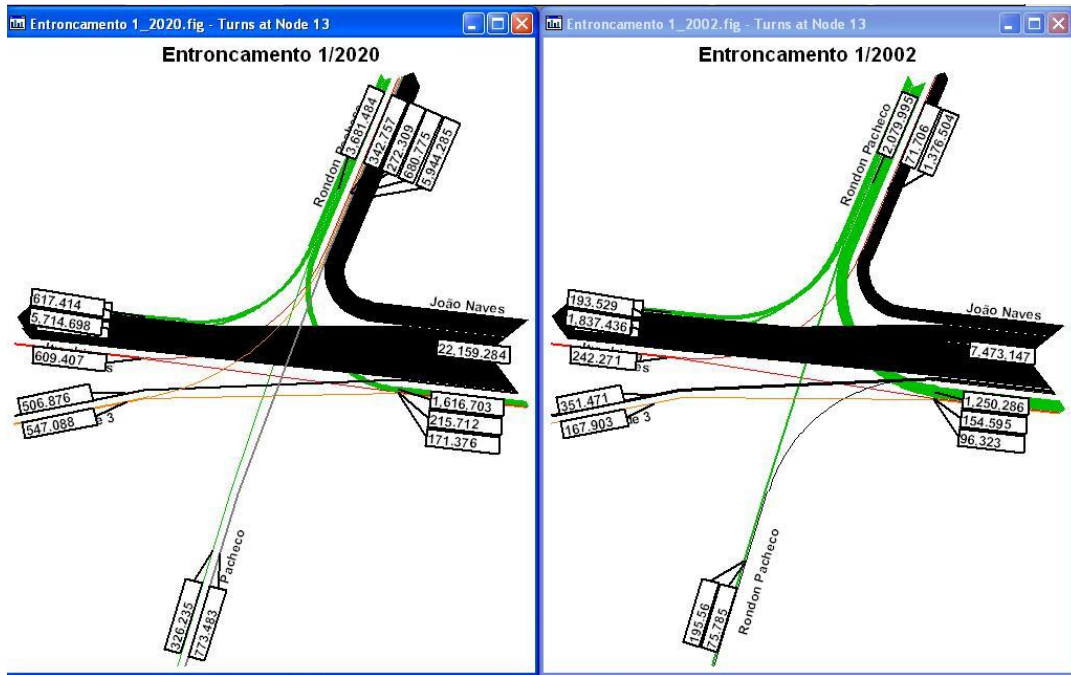 Entroncamento 1_2020.fig - Turns at Node 13
Entroncamento 1/2020
3,681.484
342.757
272.309
680.775
5,944.285
Rondon
João Naves
617.414
5,714.698
609.407
22,159.284
506.876
547.088
de 3
1,616.703
215.712
171.376
Pacheco
326.235
773.483
Entroncamento 1_2002.fig - Turns at Node 13
Entroncamento 1/2002
2,079.995
71.706
1,376.504
Rondon Pacheco
João Naves
193.529
1,837.436
242.271
7,473.147
351.471
167.903
de 3
1,250.286
154.595
96.323
195.56
75.785
Rondon Pacheco